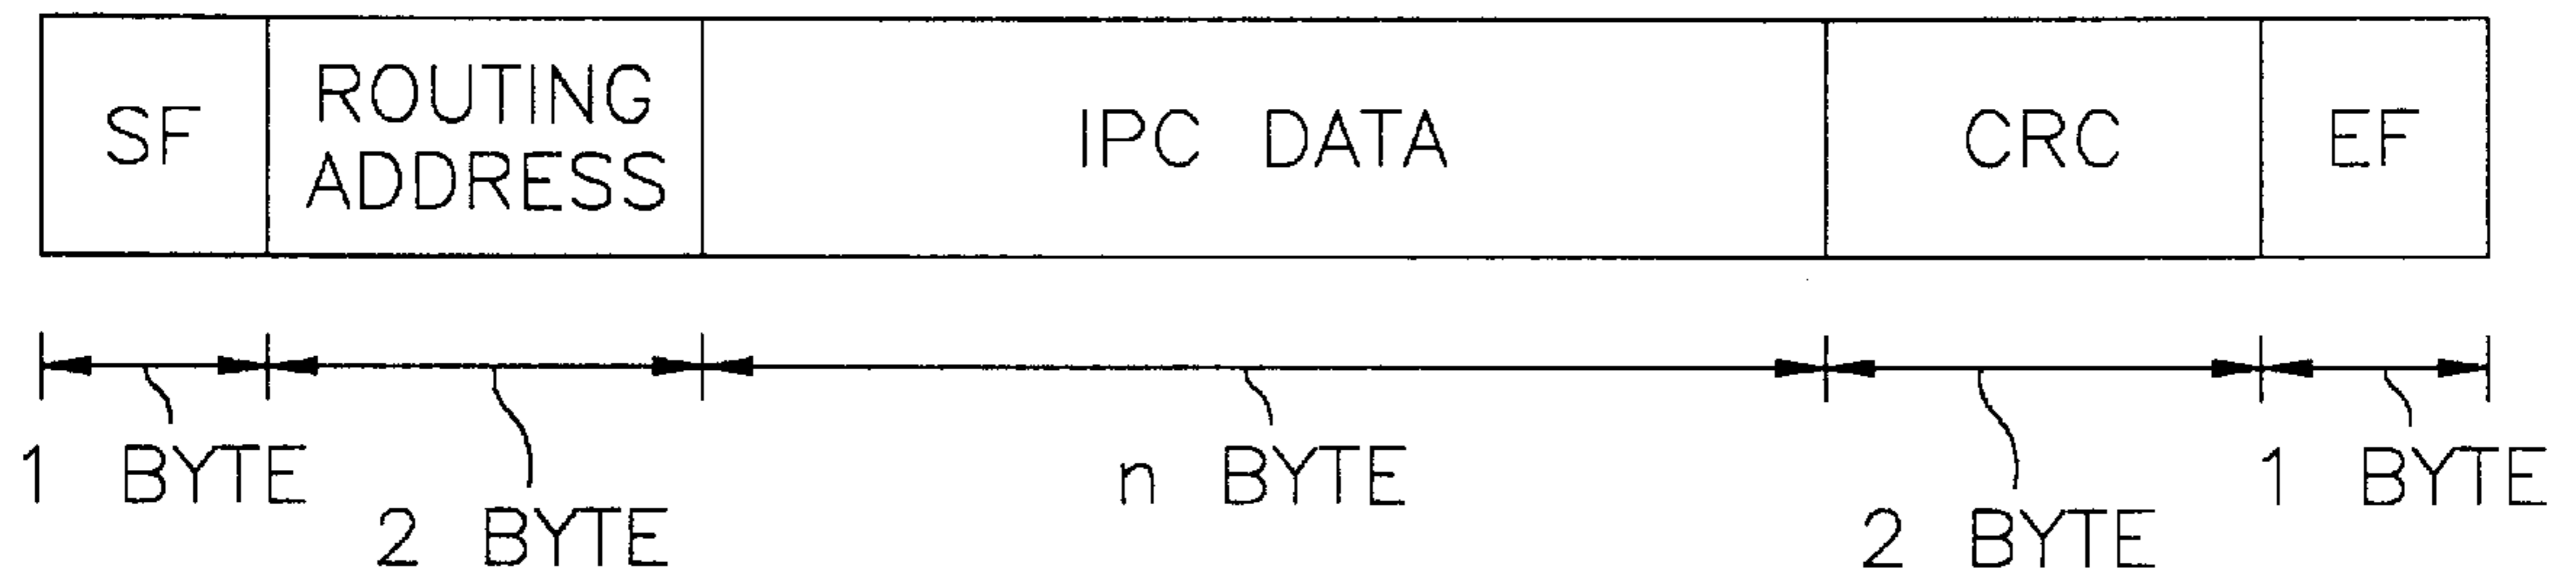 SF
ROUTING
ADDRESS
IPC DATA
CRC
EF
1 BYTE
2 BYTE
n BYTE
2 BYTE
1 BYTE